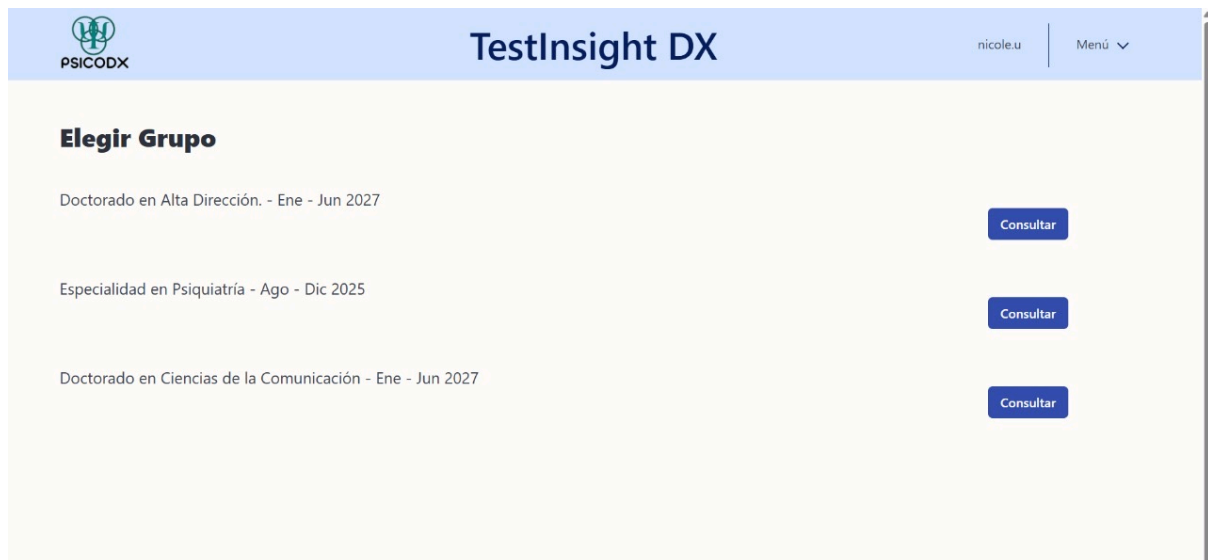 PSICODX
TestInsight DX
nicole.u
Menú
Elegir Grupo
Doctorado en Alta Dirección. - Ene - Jun 2027
Consultar
Especialidad en Psiquiatría - Ago - Dic 2025
Consultar
Doctorado en Ciencias de la Comunicación - Ene - Jun 2027
Consultar